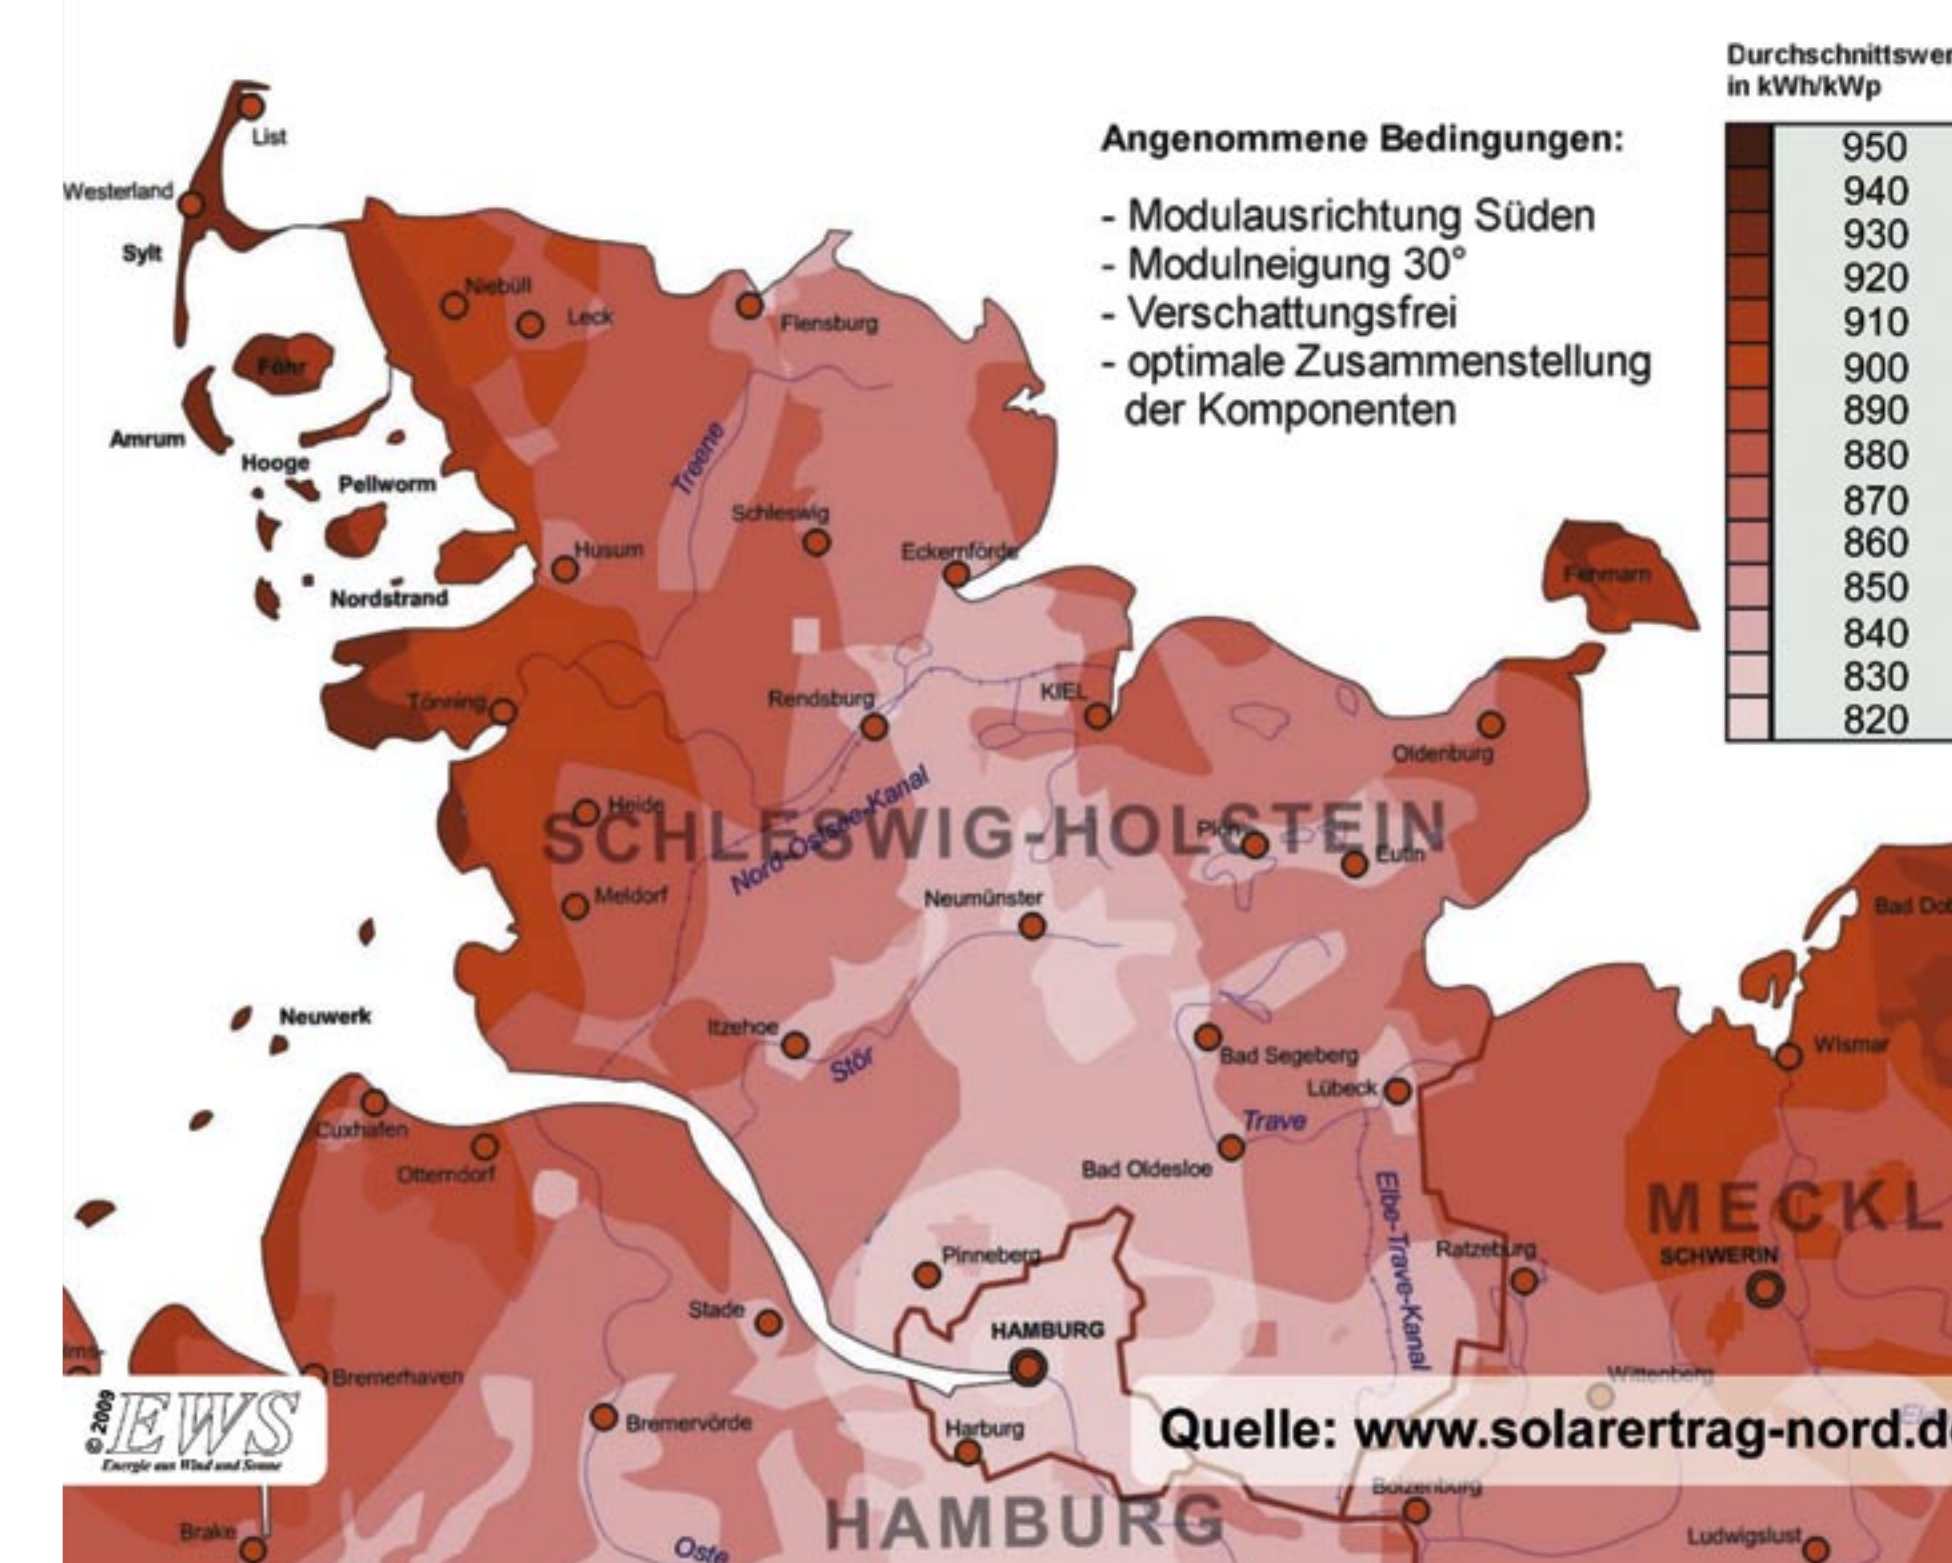 Durchschnittswer
in kWh/kWp
950
940
930
920
910
900
890
880
870
860
850
840
830
820
Angenommene Bedingungen:
- Modulausrichtung Süden
- Modulneigung 30°
- Verschattungsfrei
- optimale Zusammenstellung
der Komponenten
List
Westerland
Sylt
Niebüll
Leck
Flensburg
Föhr
Amrum
Hooge
Pellworm
Treene
Schleswig
Husum
Eckernförde
Nordstrand
Fehmarn
Tönning
Rendsburg
KIEL
Oldenburg
Heide
SCHLESWIG-HOLSTEIN
Nord-Ostsee-Kanal
Plön
Eutin
Meldorf
Neumünster
Bad Dob
Neuwerk
Itzehoe
Stör
Bad Segeberg
Wismar
Lübeck
Cuxhafen
Trave
Otterndorf
Bad Oldesloe
Elbe-Trave-Kanal
MECKL
Pinneberg
Ratzeburg
SCHWERIN
Stade
HAMBURG
lms-
Bremerhaven
Wittenberg
© 2009
EWS
Energie aus Wind und Sonne
Bremervörde
Harburg
Quelle: www.solarertrag-nord.d
Boizenburg
HAMBURG
Brake
Oste
Ludwigslust